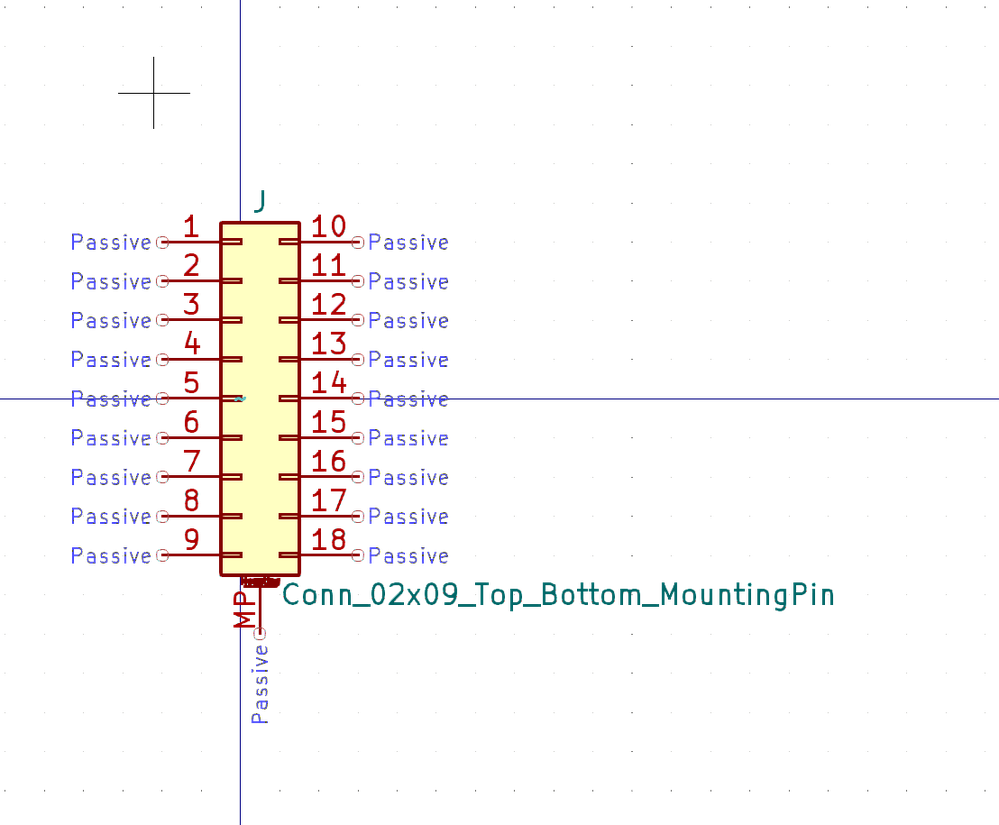 J
Passive 1 10 Passive
Passive 2 11 Passive
Passive 3 12 Passive
Passive 4 13 Passive
Passive 5 14 Passive
Passive 6 15 Passive
Passive 7 16 Passive
Passive 8 17 Passive
Passive 9 18 Passive
MP
Conn_02x09_Top_Bottom_MountingPin
Passive